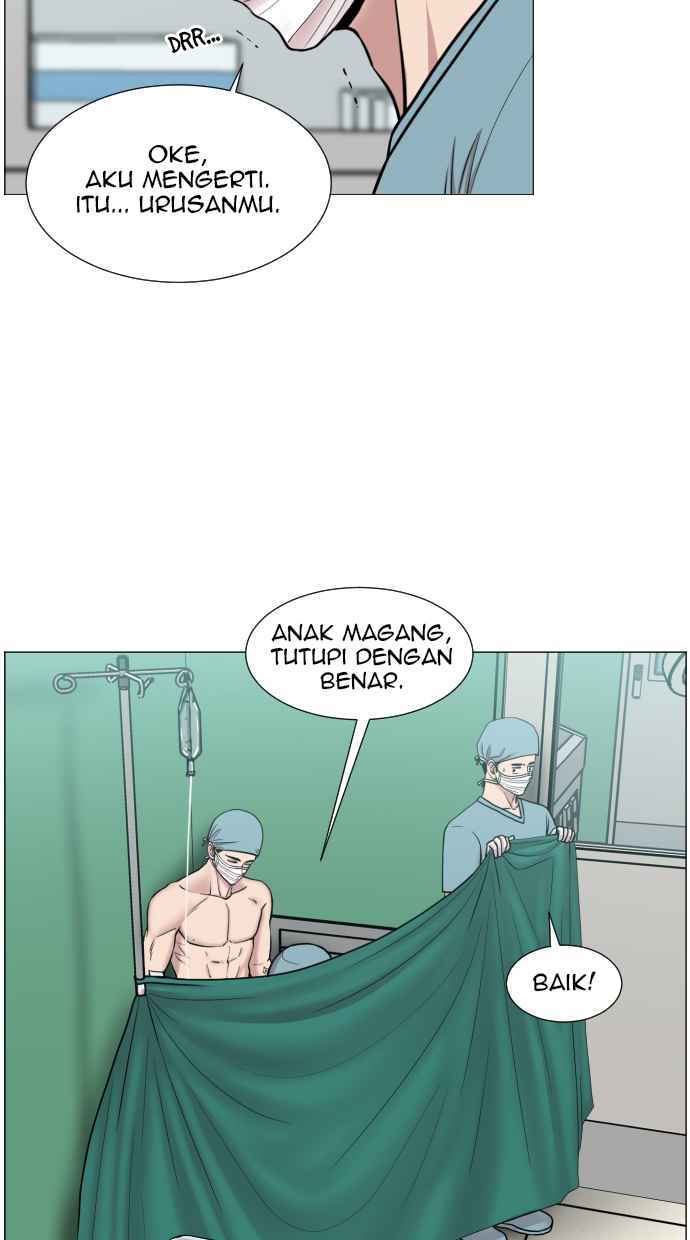 DRR...
OKE,
AKU MENGERTI.
ITU... URUSANMU.
ANAK MAGANG,
TUTUPI DENGAN
BENAR.
BAIK!